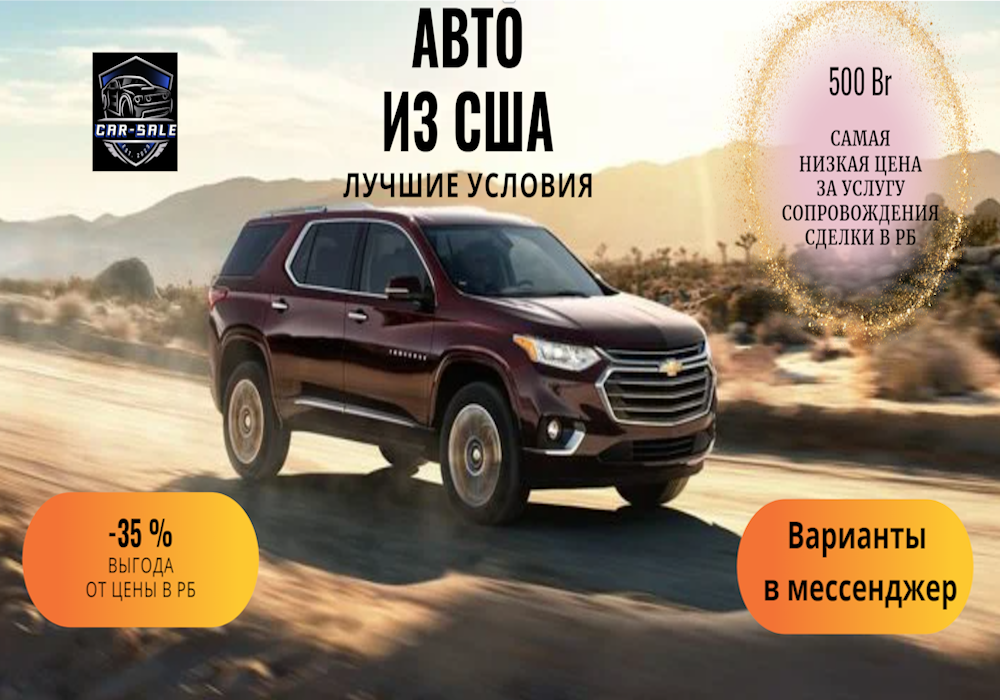 АВТО
ИЗ США
ЛУЧШИЕ УСЛОВИЯ
CAR-SALE
500 Br
САМАЯ
НИЗКАЯ ЦЕНА
ЗА УСЛУГУ
СОПРОВОЖДЕНИЯ
СДЕЛКИ В РБ
-35 %
ВЫГОДА
ОТ ЦЕНЫ В РБ
Варианты
в мессенджер